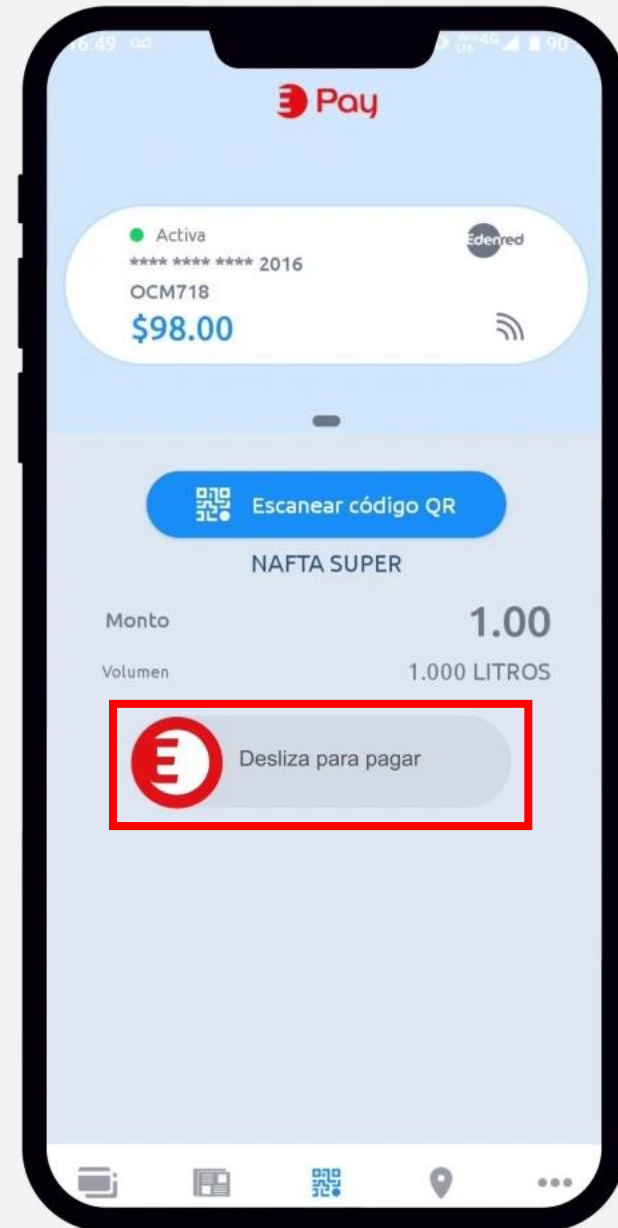 16:49
90
Pay
Activa
Edenred
**** **** **** 2016
OCM718
$98.00
Escanear código QR
NAFTA SUPER
Monto 1.00
Volumen 1.000 LITROS
E Desliza para pagar